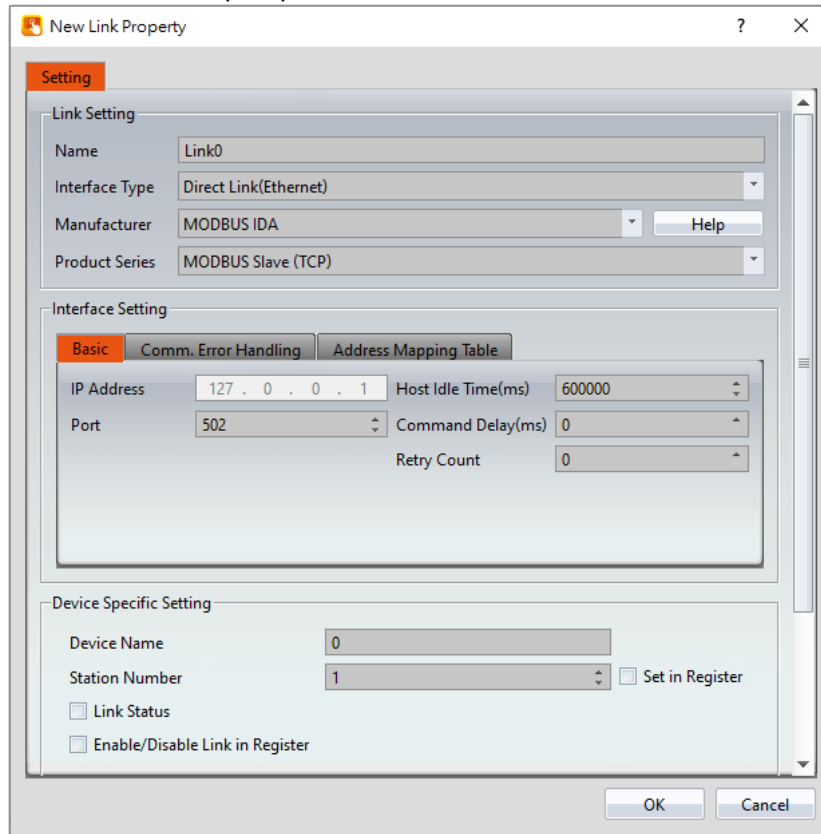 New Link Property
Setting
Link Setting
Name Link0
Interface Type Direct Link(Ethernet)
Manufacturer MODBUS IDA Help
Product Series MODBUS Slave (TCP)
Interface Setting
Basic Comm. Error Handling Address Mapping Table
IP Address 127 . 0 . 0 . 1 Host Idle Time(ms) 600000
Port 502 Command Delay(ms) 0
Retry Count 0
Device Specific Setting
Device Name 0
Station Number 1 Set in Register
Link Status
Enable/Disable Link in Register
OK Cancel